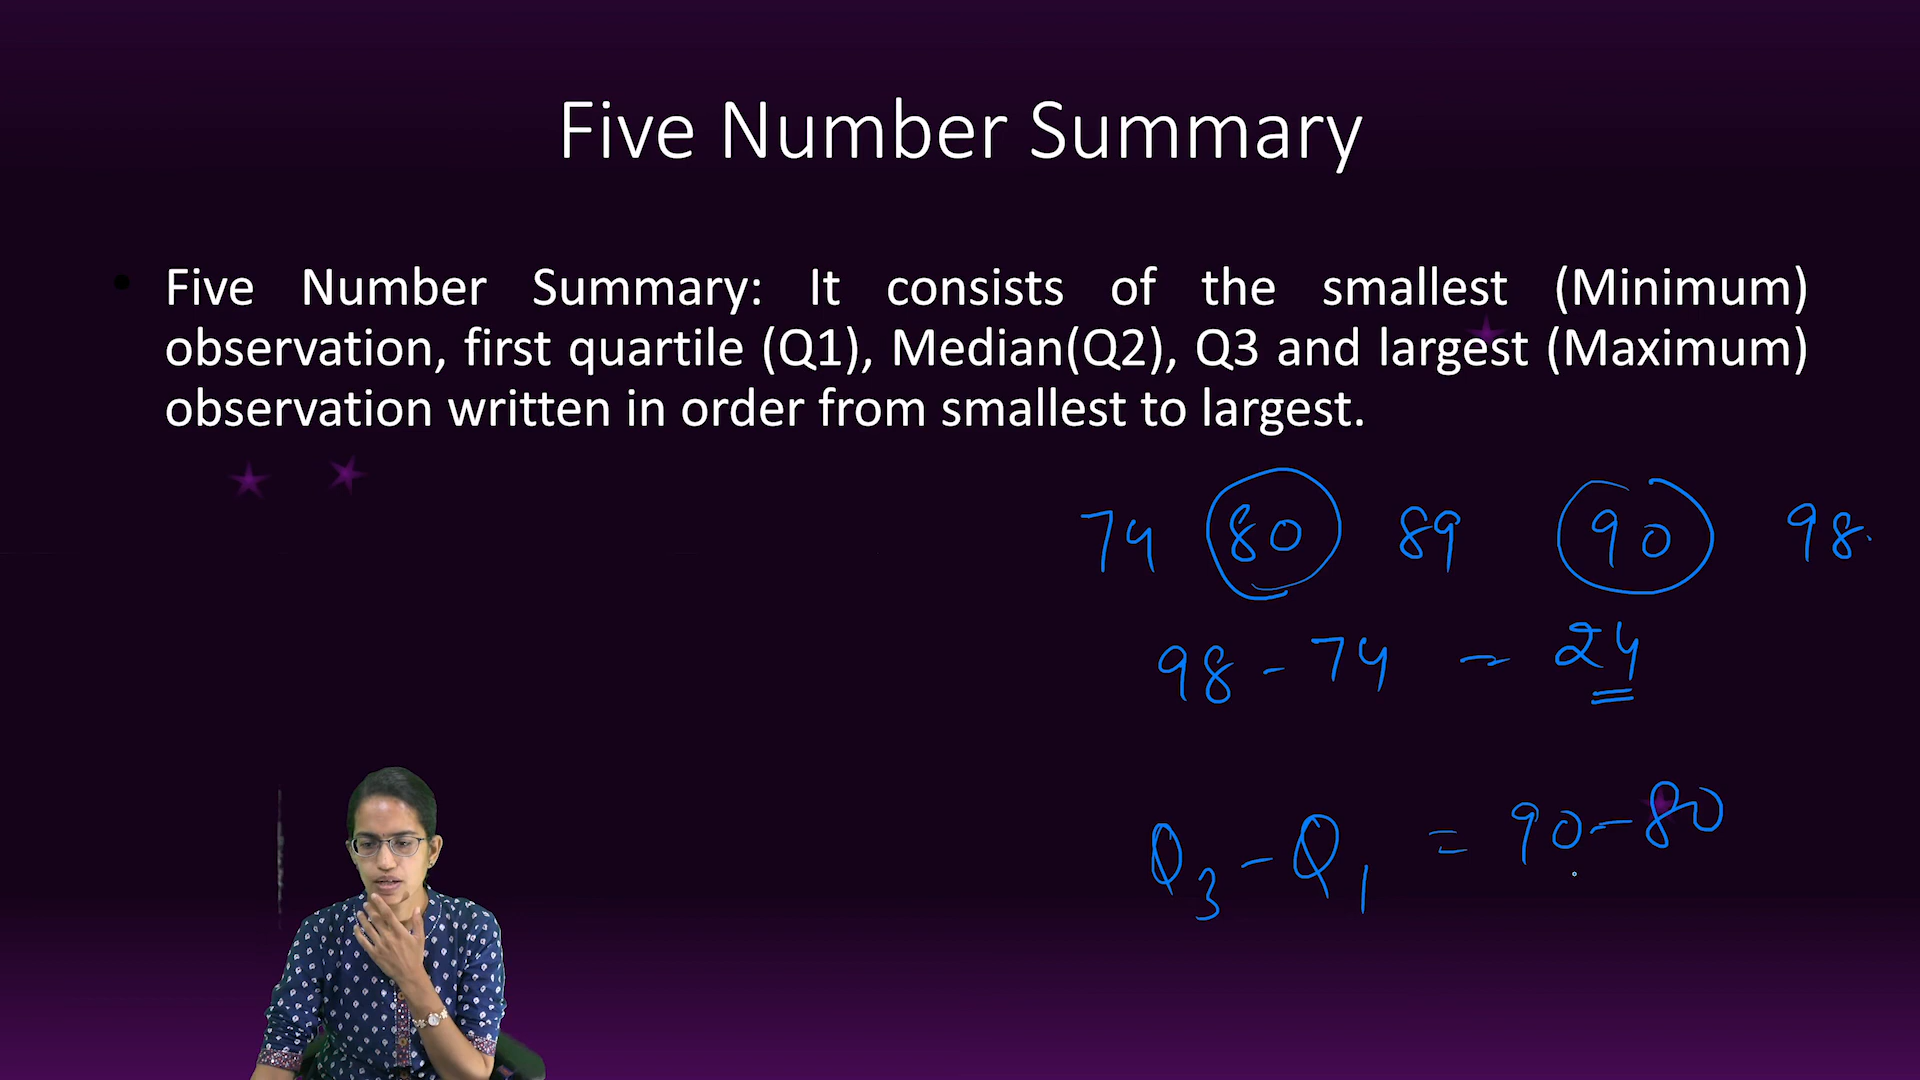 Five Number Summary
Five Number Summary: It consists of the smallest (Minimum)
observation, first quartile (Q1), Median(Q2), Q3 and largest (Maximum)
observation written in order from smallest to largest.
74 80 89 90 98.
98 - 74 = 24
Q3 - Q1 = 90 - 80